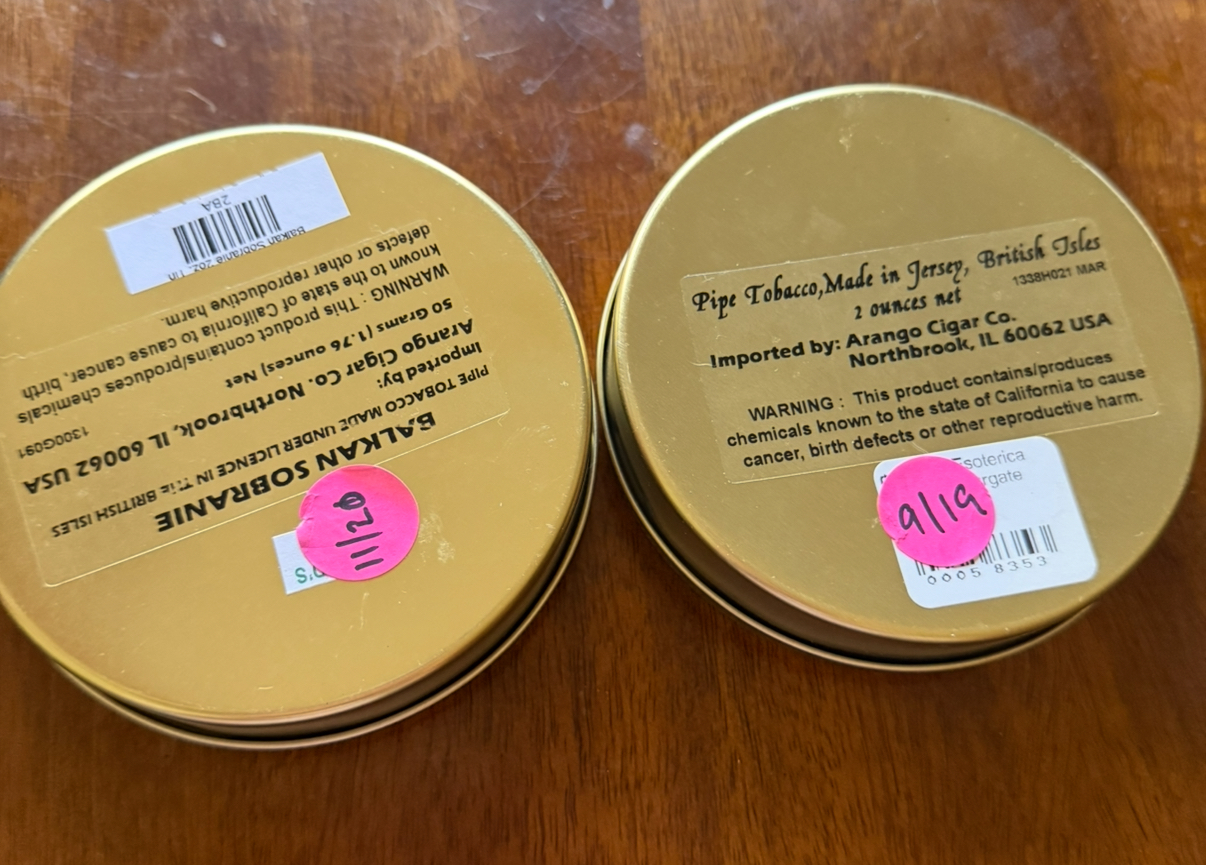 BALKAN SOBRANIE
PIPE TOBACCO MADE UNDER LICENCE IN BRITISH ISLES
Imported by:
Arango Cigar Co. Northbrook, IL 60062 USA
50 Grams (1.76 ounces) Net
1300G091
WARNING : This product contains/produces chemicals
known to the state of California to cause cancer, birth
defects or other reproductive harm.
Balkan Sobranie 2oz. Tin
2BA
11/20
Pipe Tobacco,Made in Jersey, British Isles
1338H021 MAR
2 ounces net
Imported by: Arango Cigar Co.
Northbrook, IL 60062 USA
WARNING : This product contains/produces
chemicals known to the state of California to cause
cancer, birth defects or other reproductive harm.
Esoterica
rgate
9/19
0005 8353